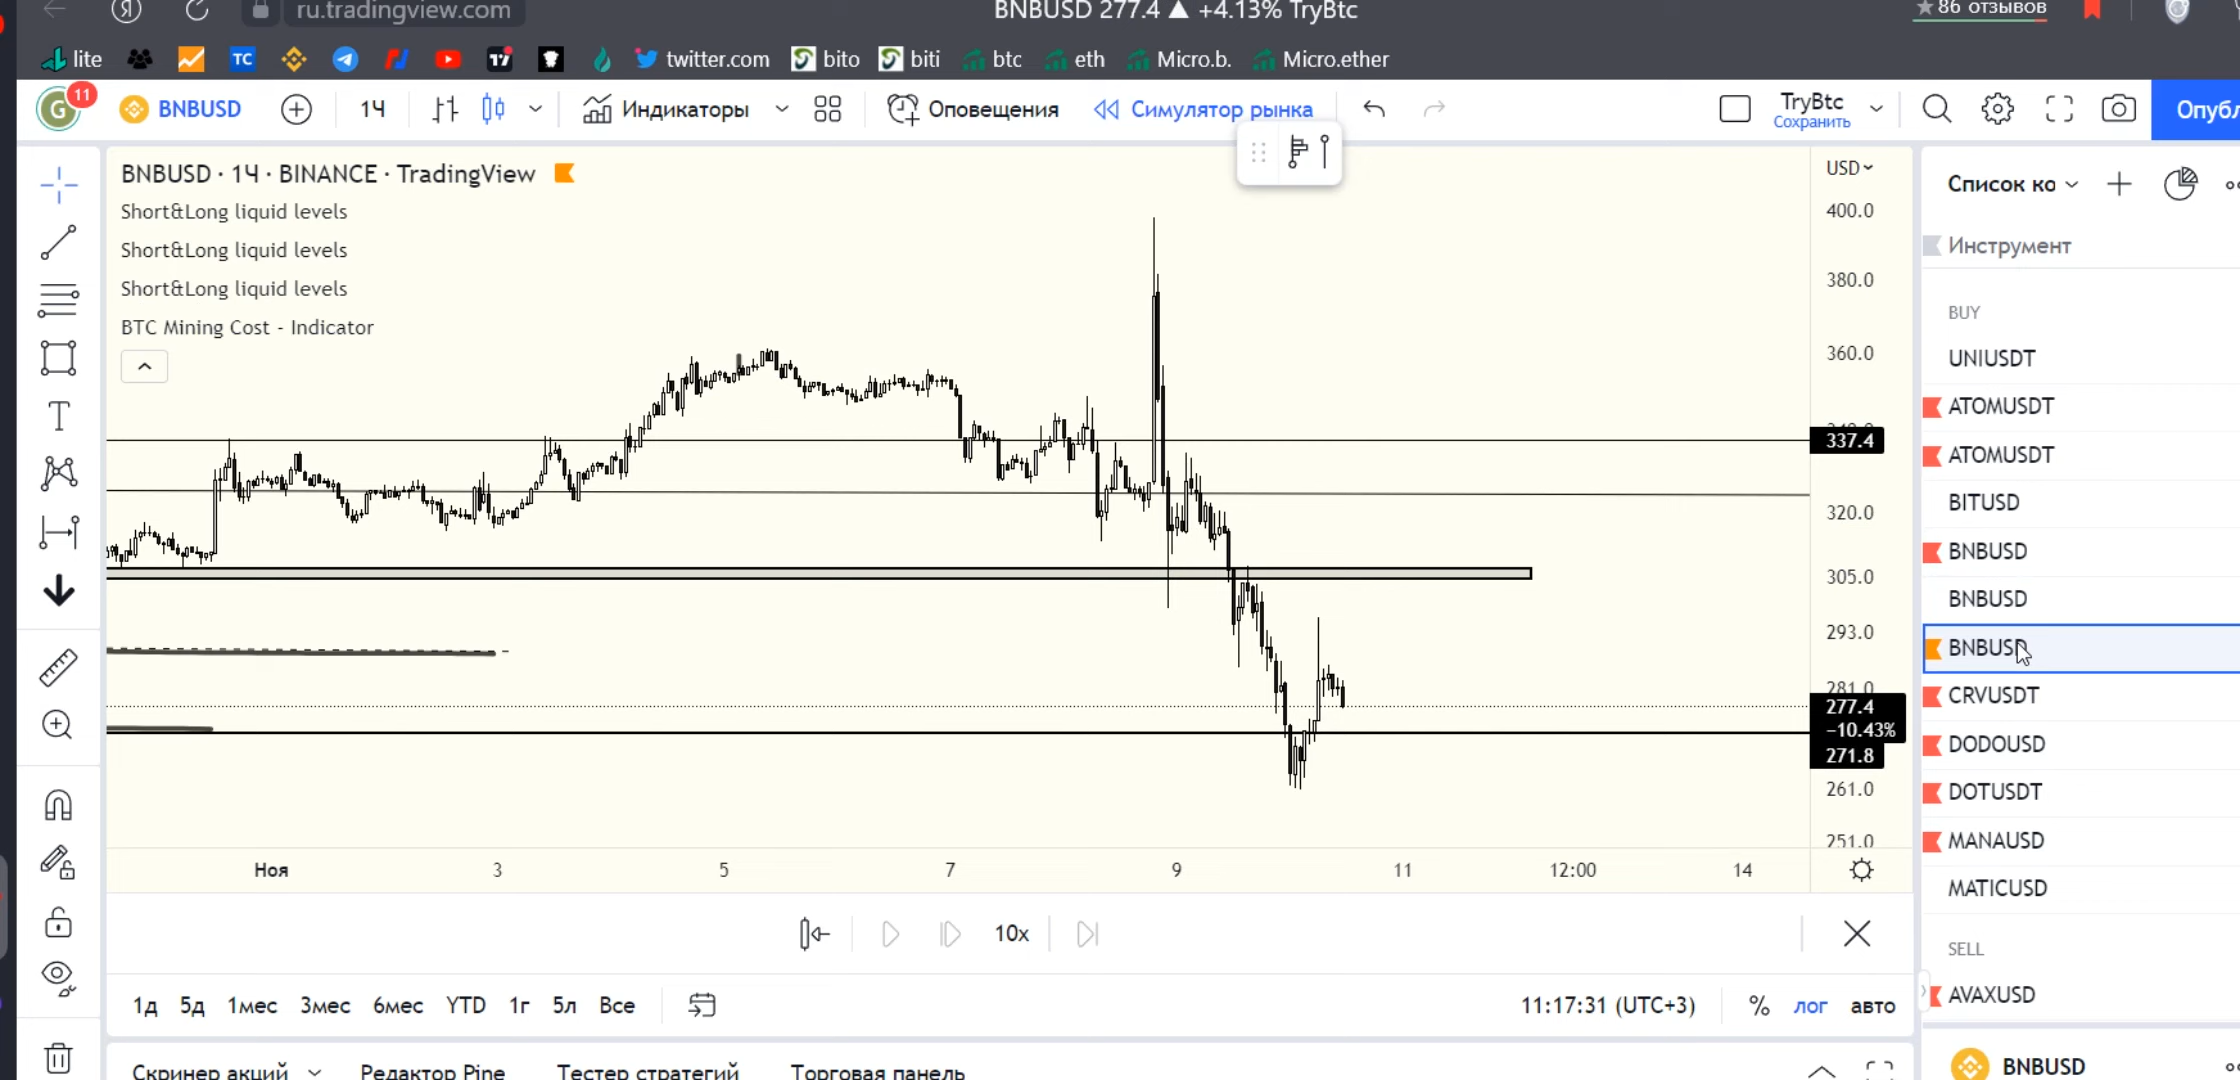 ru.tradingview.com
BNBUSD 277.4 ▲ +4.13% TryBtc
★86 отзывов
lite
TC
twitter.com
bito
biti
btc
eth
Micro.b.
Micro.ether
G 11
BNBUSD
1Ч
Индикаторы
Оповещения
Симулятор рынка
TryBtc
Сохранить
BNBUSD · 1Ч · BINANCE · TradingView
Short&Long liquid levels
Short&Long liquid levels
Short&Long liquid levels
BTC Mining Cost - Indicator
USD
400.0
380.0
360.0
337.4
320.0
305.0
293.0
281.0
277.4
−10.43%
271.8
261.0
251.0
Ноя
3
5
7
9
11
12:00
14
10x
1д
5д
1мес
3мес
6мес
YTD
1г
5л
Все
11:17:31 (UTC+3)
%
лог
авто
Скринер акций
Редактор Pine
Тестер стратегий
Торговая панель
Инструмент
BUY
UNIUSDT
ATOMUSDT
ATOMUSDT
BITUSD
BNBUSD
BNBUSD
BNBUSD
CRVUSDT
DODOUSD
DOTUSDT
MANAUSD
MATICUSD
SELL
AVAXUSD
BNBUSD